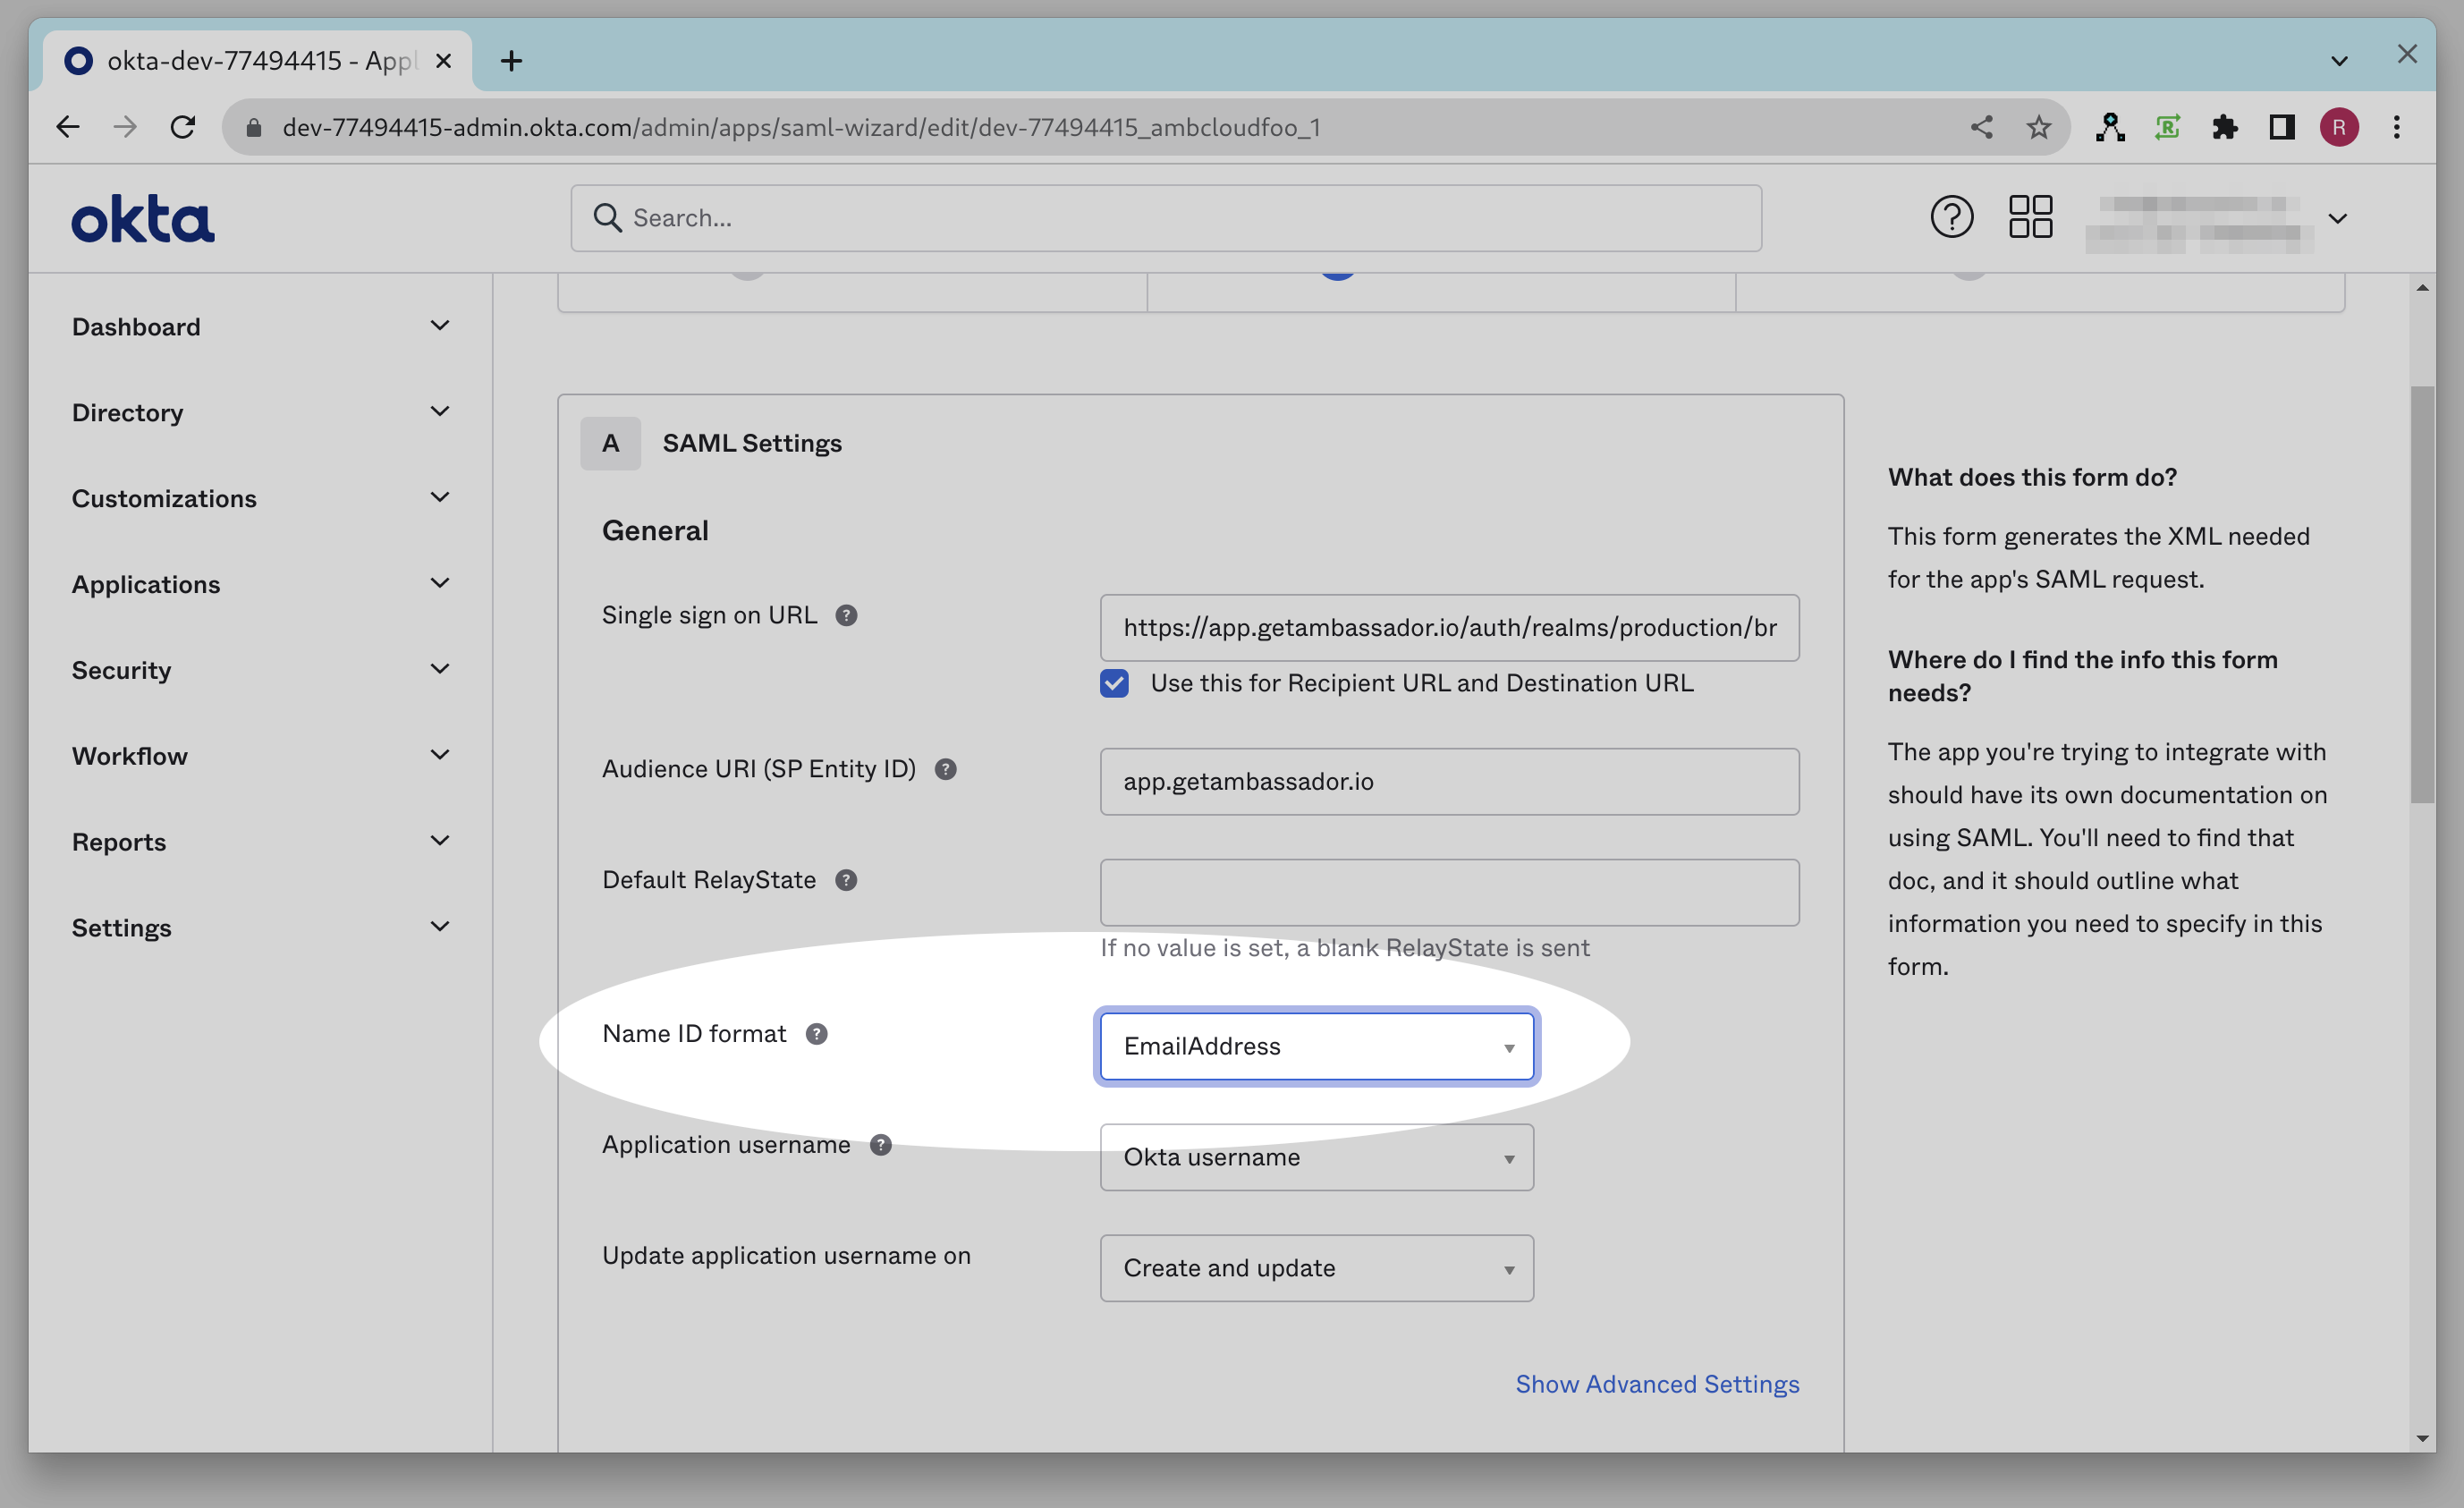 okta-dev-77494415 - Appl
dev-77494415-admin.okta.com/admin/apps/saml-wizard/edit/dev-77494415_ambcloudfoo_1
R
R
okta
Search...
Dashboard
Directory
Customizations
Applications
Security
Workflow
Reports
Settings
A SAML Settings
General
Single sign on URL ?
https://app.getambassador.io/auth/realms/production/br
Use this for Recipient URL and Destination URL
Audience URI (SP Entity ID) ?
app.getambassador.io
Default RelayState ?
If no value is set, a blank RelayState is sent
Name ID format ?
EmailAddress
Application username ?
Okta username
Update application username on
Create and update
Show Advanced Settings
What does this form do?
This form generates the XML needed
for the app's SAML request.
Where do I find the info this form
needs?
The app you're trying to integrate with
should have its own documentation on
using SAML. You'll need to find that
doc, and it should outline what
information you need to specify in this
form.